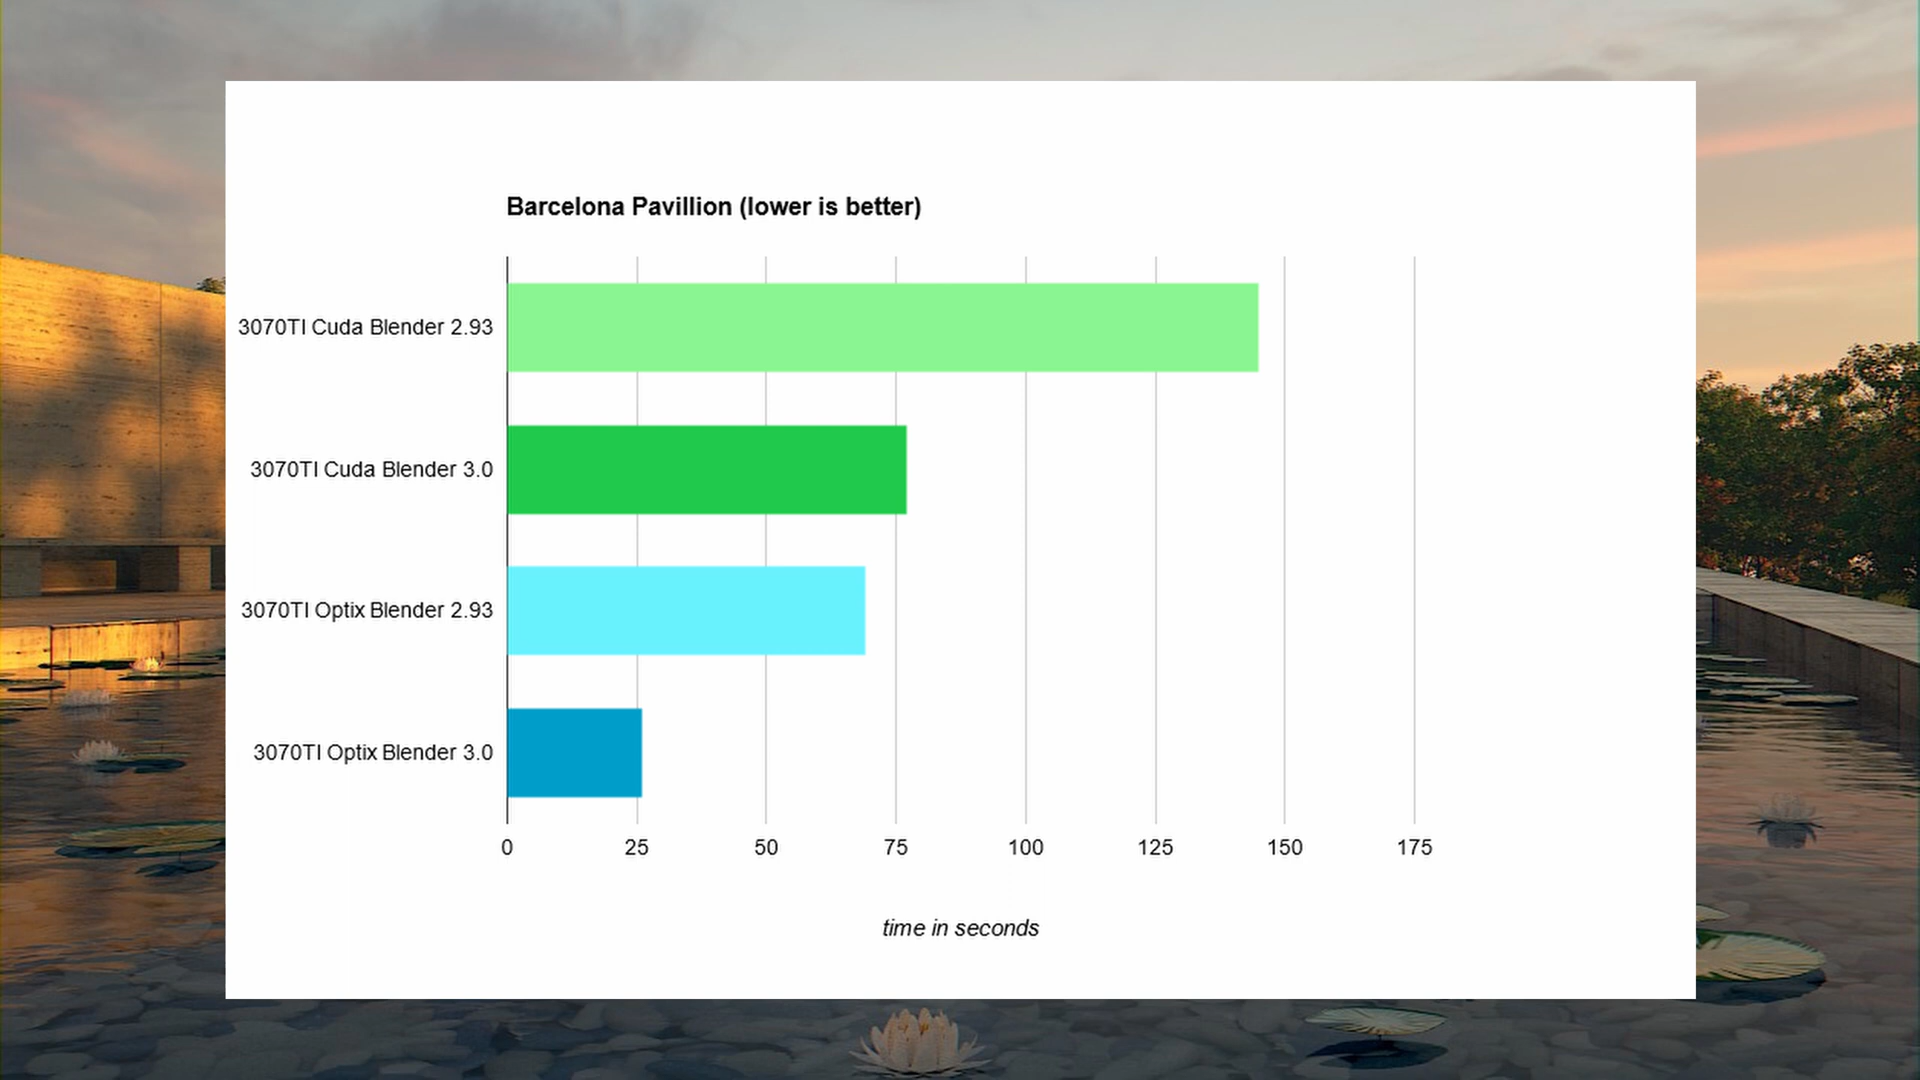 Barcelona Pavillion (lower is better)
3070TI Cuda Blender 2.93
3070TI Cuda Blender 3.0
3070TI Optix Blender 2.93
3070TI Optix Blender 3.0
0 25 50 75 100 125 150 175
time in seconds